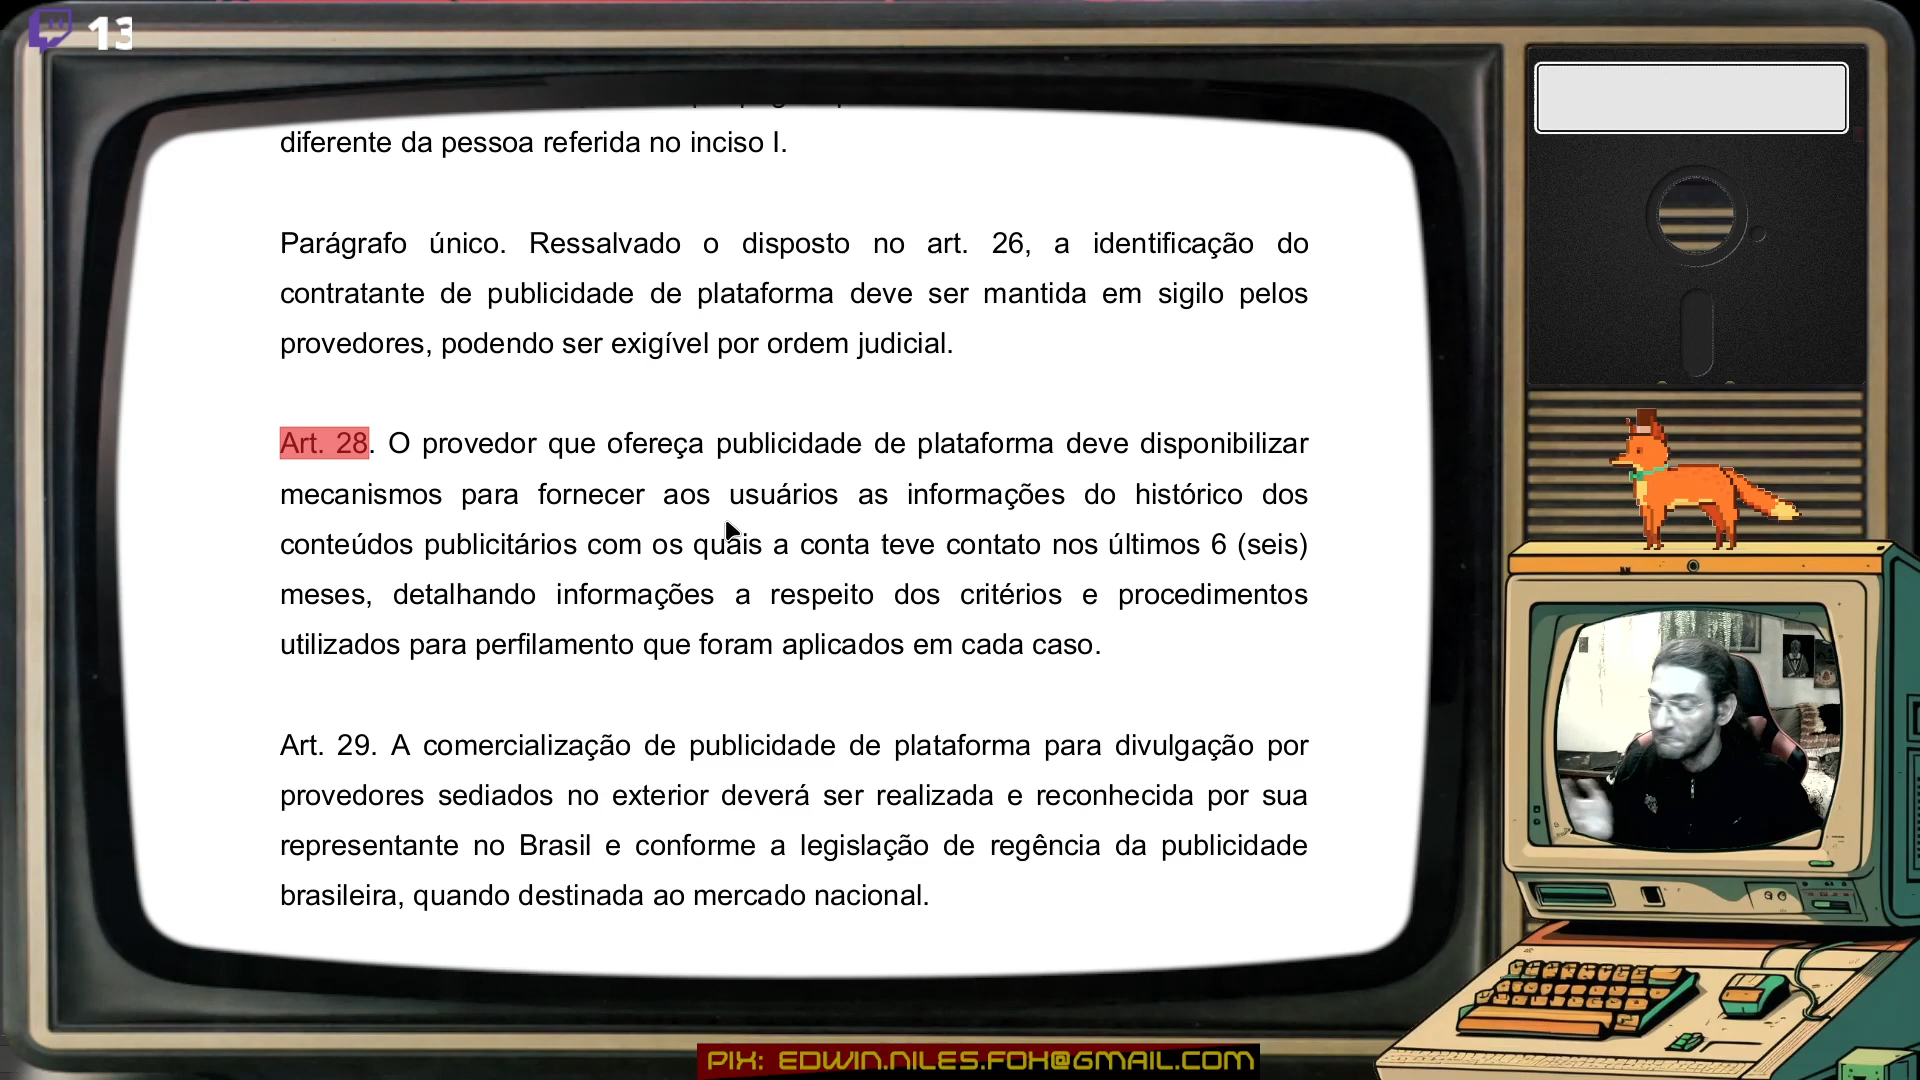 13
diferente da pessoa referida no inciso I.
Parágrafo único. Ressalvado o disposto no art. 26, a identificação do
contratante de publicidade de plataforma deve ser mantida em sigilo pelos
provedores, podendo ser exigível por ordem judicial.
Art. 28. O provedor que ofereça publicidade de plataforma deve disponibilizar
mecanismos para fornecer aos usuários as informações do histórico dos
conteúdos publicitários com os quais a conta teve contato nos últimos 6 (seis)
meses, detalhando informações a respeito dos critérios e procedimentos
utilizados para perfilamento que foram aplicados em cada caso.
Art. 29. A comercialização de publicidade de plataforma para divulgação por
provedores sediados no exterior deverá ser realizada e reconhecida por sua
representante no Brasil e conforme a legislação de regência da publicidade
brasileira, quando destinada ao mercado nacional.
PIX: EDWIN.NILES.FOH@GMAIL.COM